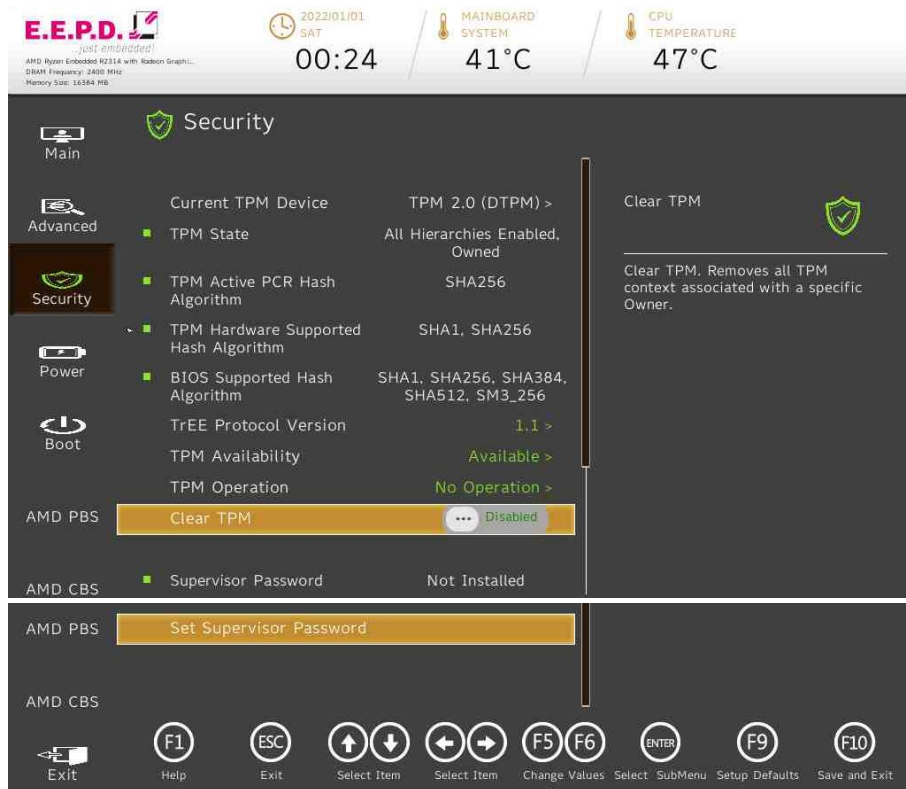 E.E.P.D.
...just embedded!
AMD Ryzen Embedded R2314 with Radeon Graphi...
DRAM Frequency: 2400 MHz
Memory Size: 16384 MB
2022/01/01
SAT
00:24
MAINBOARD
SYSTEM
41°C
CPU
TEMPERATURE
47°C
Main
Advanced
Security
Power
Boot
AMD PBS
AMD CBS
Security
Current TPM Device TPM 2.0 (DTPM) >
TPM State All Hierarchies Enabled,
Owned
TPM Active PCR Hash SHA256
Algorithm
TPM Hardware Supported SHA1, SHA256
Hash Algorithm
BIOS Supported Hash SHA1, SHA256, SHA384,
Algorithm SHA512, SM3_256
TrEE Protocol Version 1.1 >
TPM Availability Available >
TPM Operation No Operation >
Clear TPM Disabled
Supervisor Password Not Installed
Clear TPM
Clear TPM. Removes all TPM
context associated with a specific
Owner.
AMD PBS
Set Supervisor Password
AMD CBS
Exit
F1 Help
ESC Exit
Select Item
Select Item
F5 F6 Change Values
ENTER Select SubMenu
F9 Setup Defaults
F10 Save and Exit